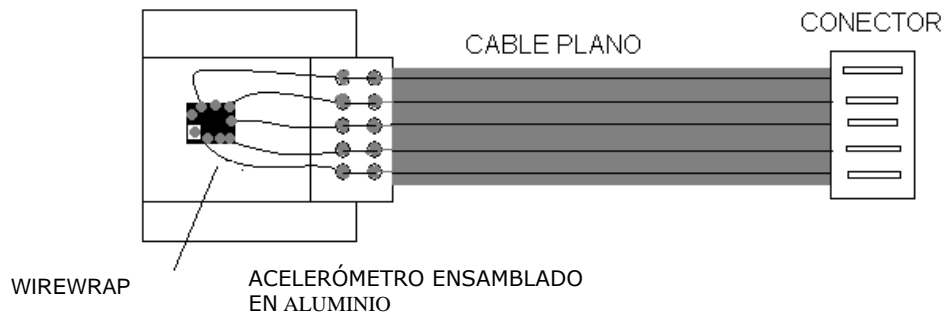 CONECTOR
CABLE PLANO
WIREWRAP
ACELERÓMETRO ENSAMBLADO
EN ALUMINIO